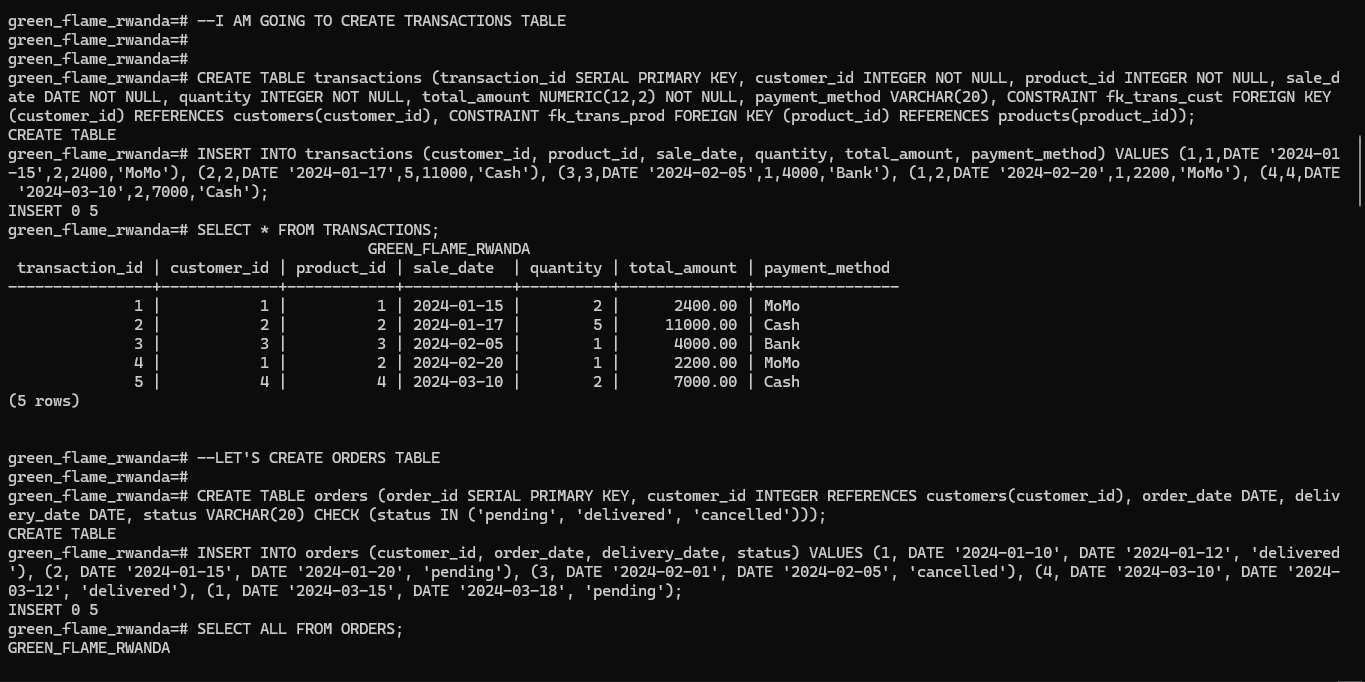 green_flame_rwanda=# --I AM GOING TO CREATE TRANSACTIONS TABLE
green_flame_rwanda=#
green_flame_rwanda=#
green_flame_rwanda=# CREATE TABLE transactions (transaction_id SERIAL PRIMARY KEY, customer_id INTEGER NOT NULL, product_id INTEGER NOT NULL, sale_d
ate DATE NOT NULL, quantity INTEGER NOT NULL, total_amount NUMERIC(12,2) NOT NULL, payment_method VARCHAR(20), CONSTRAINT fk_trans_cust FOREIGN KEY
(customer_id) REFERENCES customers(customer_id), CONSTRAINT fk_trans_prod FOREIGN KEY (product_id) REFERENCES products(product_id));
CREATE TABLE
green_flame_rwanda=# INSERT INTO transactions (customer_id, product_id, sale_date, quantity, total_amount, payment_method) VALUES (1,1,DATE '2024-01
-15',2,2400,'MoMo'), (2,2,DATE '2024-01-17',5,11000,'Cash'), (3,3,DATE '2024-02-05',1,4000,'Bank'), (1,2,DATE '2024-02-20',1,2200,'MoMo'), (4,4,DATE
 '2024-03-10',2,7000,'Cash');
INSERT 0 5
green_flame_rwanda=# SELECT * FROM TRANSACTIONS;
                                        GREEN_FLAME_RWANDA
 transaction_id | customer_id | product_id | sale_date  | quantity | total_amount | payment_method
----------------+-------------+------------+------------+----------+--------------+----------------
              1 |           1 |          1 | 2024-01-15 |        2 |      2400.00 | MoMo
              2 |           2 |          2 | 2024-01-17 |        5 |     11000.00 | Cash
              3 |           3 |          3 | 2024-02-05 |        1 |      4000.00 | Bank
              4 |           1 |          2 | 2024-02-20 |        1 |      2200.00 | MoMo
              5 |           4 |          4 | 2024-03-10 |        2 |      7000.00 | Cash
(5 rows)
green_flame_rwanda=# --LET'S CREATE ORDERS TABLE
green_flame_rwanda=#
green_flame_rwanda=# CREATE TABLE orders (order_id SERIAL PRIMARY KEY, customer_id INTEGER REFERENCES customers(customer_id), order_date DATE, deliv
ery_date DATE, status VARCHAR(20) CHECK (status IN ('pending', 'delivered', 'cancelled')));
CREATE TABLE
green_flame_rwanda=# INSERT INTO orders (customer_id, order_date, delivery_date, status) VALUES (1, DATE '2024-01-10', DATE '2024-01-12', 'delivered
'), (2, DATE '2024-01-15', DATE '2024-01-20', 'pending'), (3, DATE '2024-02-01', DATE '2024-02-05', 'cancelled'), (4, DATE '2024-03-10', DATE '2024-
03-12', 'delivered'), (1, DATE '2024-03-15', DATE '2024-03-18', 'pending');
INSERT 0 5
green_flame_rwanda=# SELECT ALL FROM ORDERS;
GREEN_FLAME_RWANDA